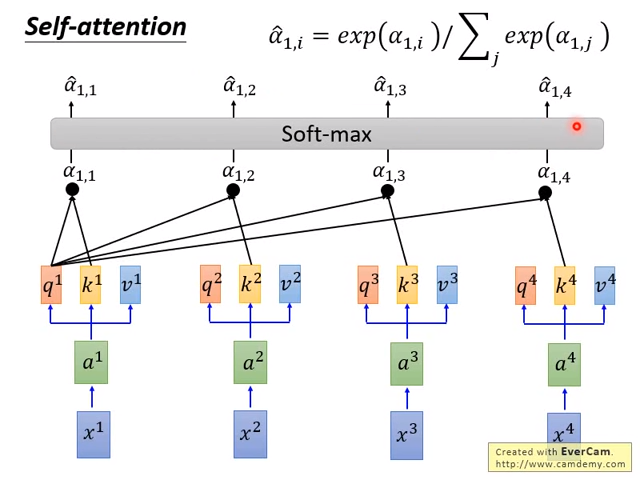 Self-attention
α̂₁,ᵢ = exp(α₁,ᵢ)/∑ⱼ exp(α₁,ⱼ)
α̂₁,₁ α̂₁,₂ α̂₁,₃ α̂₁,₄
Soft-max
α₁,₁ α₁,₂ α₁,₃ α₁,₄
q¹ k¹ v¹ q² k² v² q³ k³ v³ q⁴ k⁴ v⁴
a¹ a² a³ a⁴
x¹ x² x³ x⁴
Created with EverCam.
http://www.camdemy.com